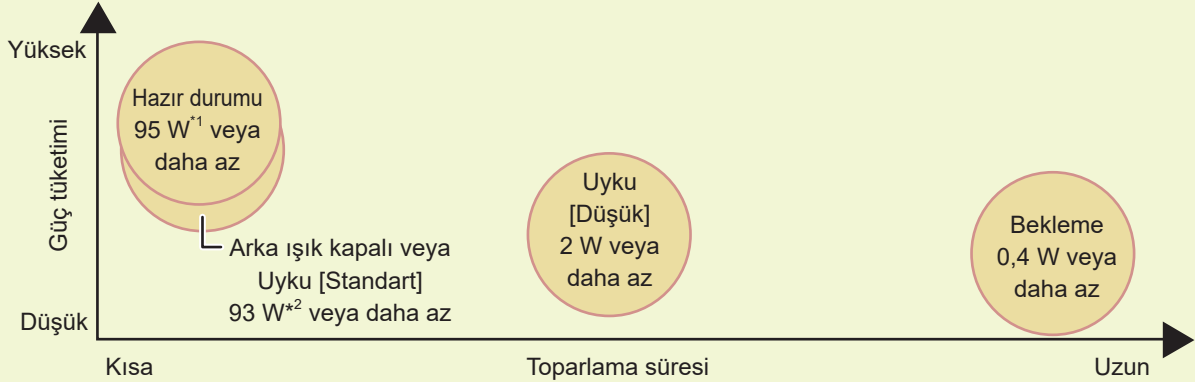 Yüksek
Güç tüketimi
Düşük
Hazır durumu
95 W*1 veya
daha az
Arka ışık kapalı veya
Uyku [Standart]
93 W*2 veya daha az
Uyku
[Düşük]
2 W veya
daha az
Bekleme
0,4 W veya
daha az
Kısa
Toparlama süresi
Uzun